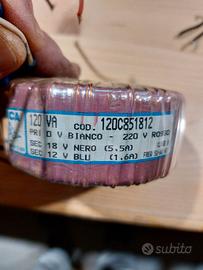 CA
120 VA COD. 120C851812
PRI 0 V BIANCO - 220 V ROSSO
SEC 18 V NERO (5.5A)
SEC 12 V BLU (1.6A)
subito